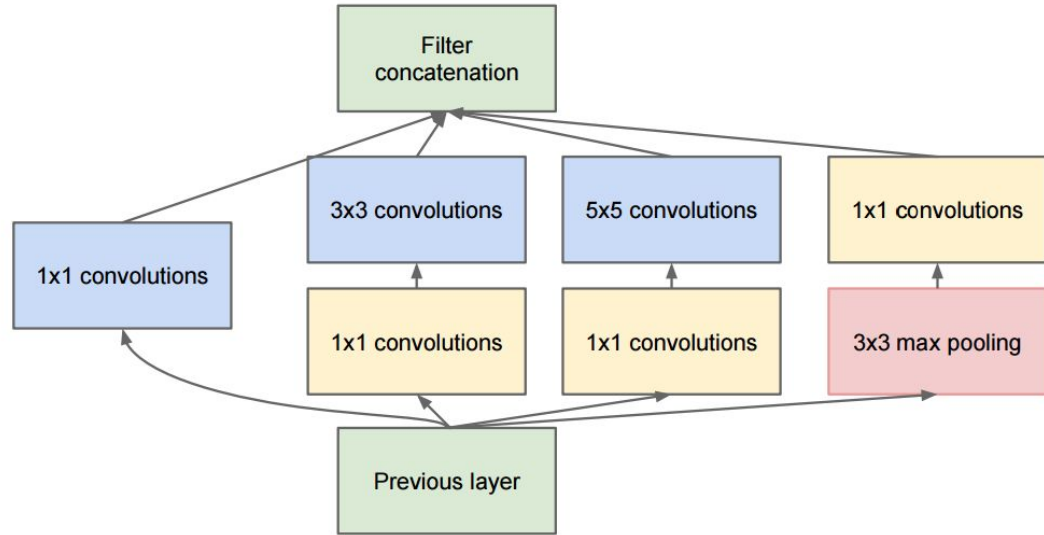 Filter
concatenation
3x3 convolutions
5x5 convolutions
1x1 convolutions
1x1 convolutions
1x1 convolutions
1x1 convolutions
3x3 max pooling
Previous layer